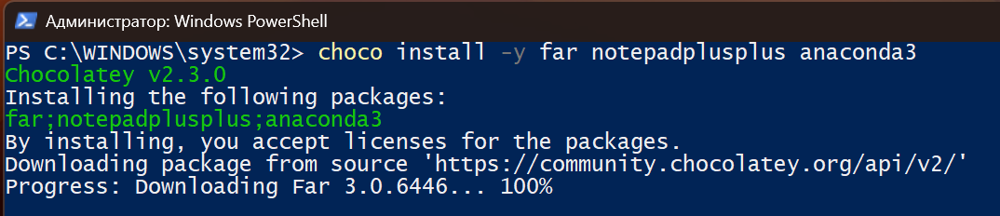 Администратор: Windows PowerShell
PS C:\WINDOWS\system32> choco install -y far notepadplusplus anaconda3
Chocolatey v2.3.0
Installing the following packages:
far;notepadplusplus;anaconda3
By installing, you accept licenses for the packages.
Downloading package from source 'https://community.chocolatey.org/api/v2/'
Progress: Downloading Far 3.0.6446... 100%